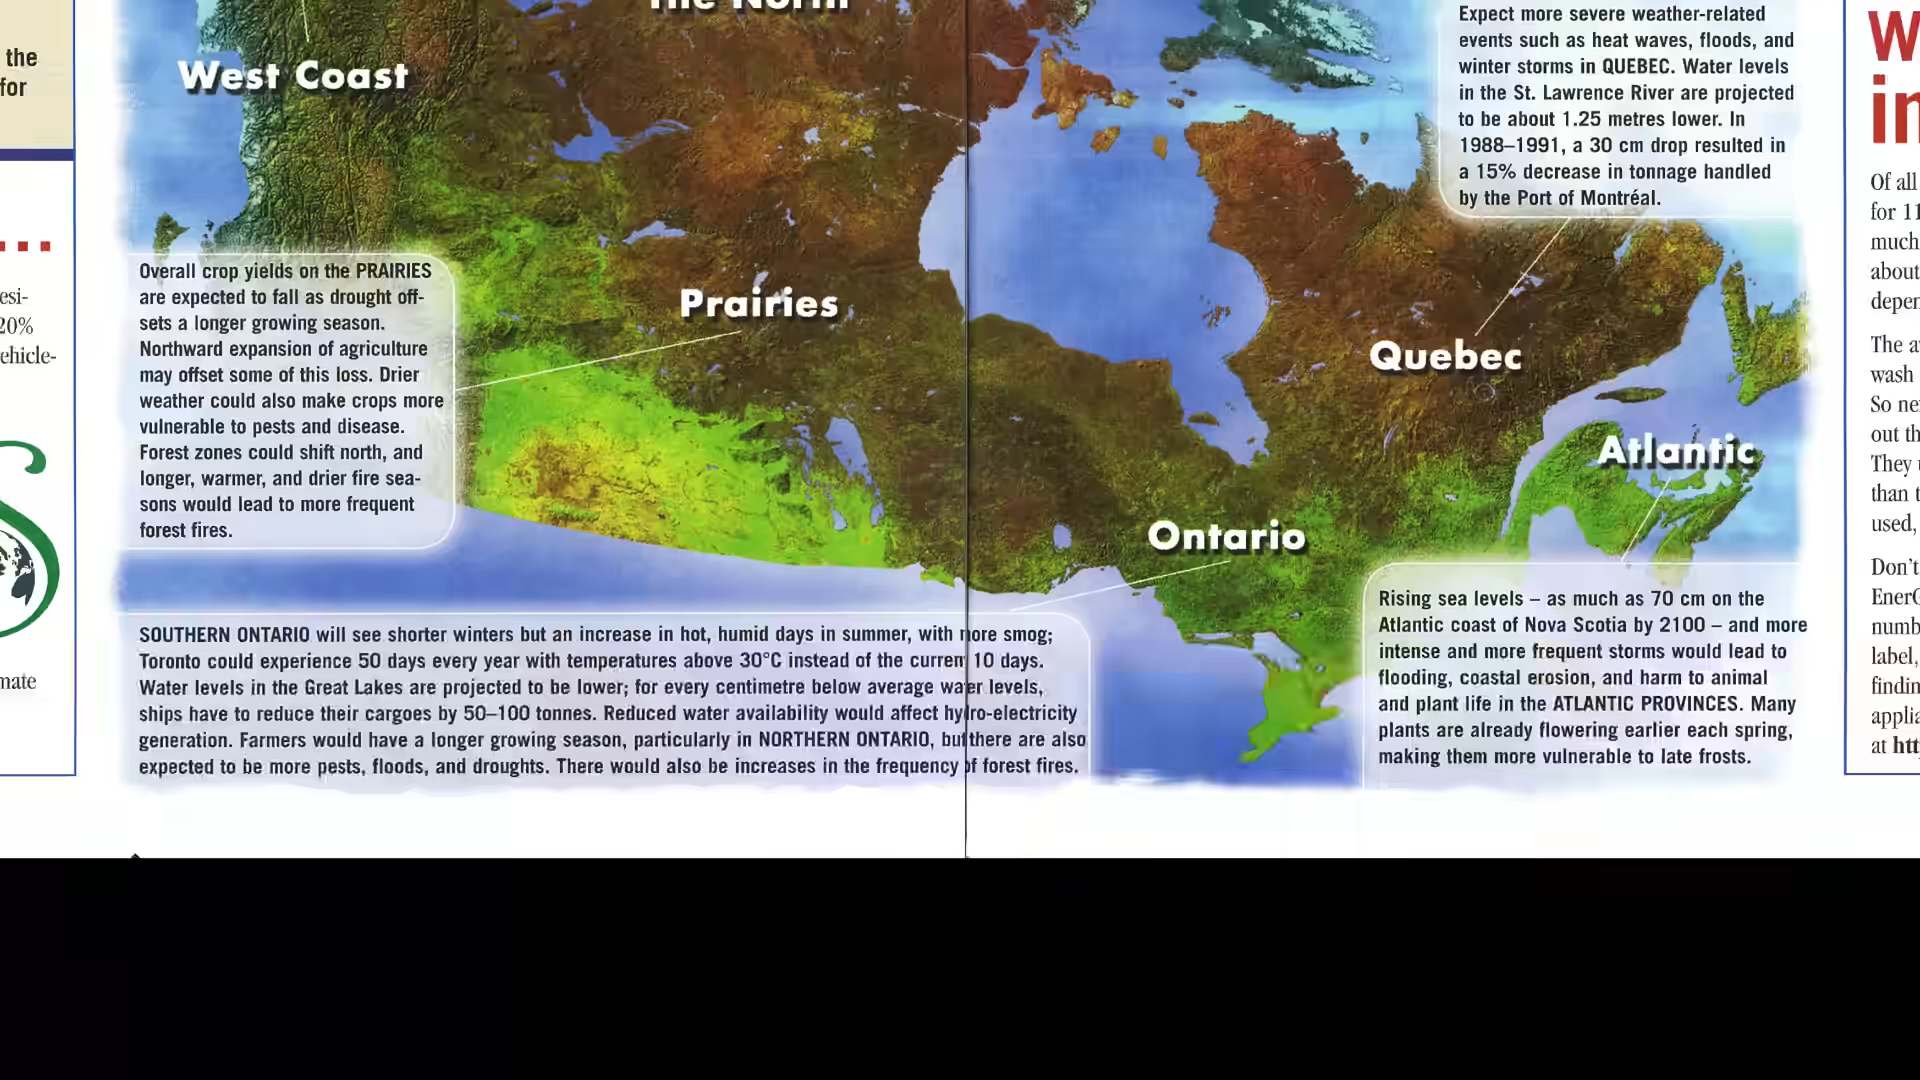 the
for
esi-
20%
ehicle-
mate
The North
West Coast
Prairies
Quebec
Atlantic
Ontario
Overall crop yields on the PRAIRIES
are expected to fall as drought off-
sets a longer growing season.
Northward expansion of agriculture
may offset some of this loss. Drier
weather could also make crops more
vulnerable to pests and disease.
Forest zones could shift north, and
longer, warmer, and drier fire sea-
sons would lead to more frequent
forest fires.
SOUTHERN ONTARIO will see shorter winters but an increase in hot, humid days in summer, with more smog;
Toronto could experience 50 days every year with temperatures above 30°C instead of the curren 10 days.
Water levels in the Great Lakes are projected to be lower; for every centimetre below average water levels,
ships have to reduce their cargoes by 50–100 tonnes. Reduced water availability would affect hydro-electricity
generation. Farmers would have a longer growing season, particularly in NORTHERN ONTARIO, but there are also
expected to be more pests, floods, and droughts. There would also be increases in the frequency of forest fires.
Expect more severe weather-related
events such as heat waves, floods, and
winter storms in QUEBEC. Water levels
in the St. Lawrence River are projected
to be about 1.25 metres lower. In
1988–1991, a 30 cm drop resulted in
a 15% decrease in tonnage handled
by the Port of Montréal.
Rising sea levels – as much as 70 cm on the
Atlantic coast of Nova Scotia by 2100 – and more
intense and more frequent storms would lead to
flooding, coastal erosion, and harm to animal
and plant life in the ATLANTIC PROVINCES. Many
plants are already flowering earlier each spring,
making them more vulnerable to late frosts.
W
in
Of all
for 11
much
about
depen
The av
wash
So ne
out th
They u
than t
used,
Don't
EnerG
numb
label,
findin
applia
at htt